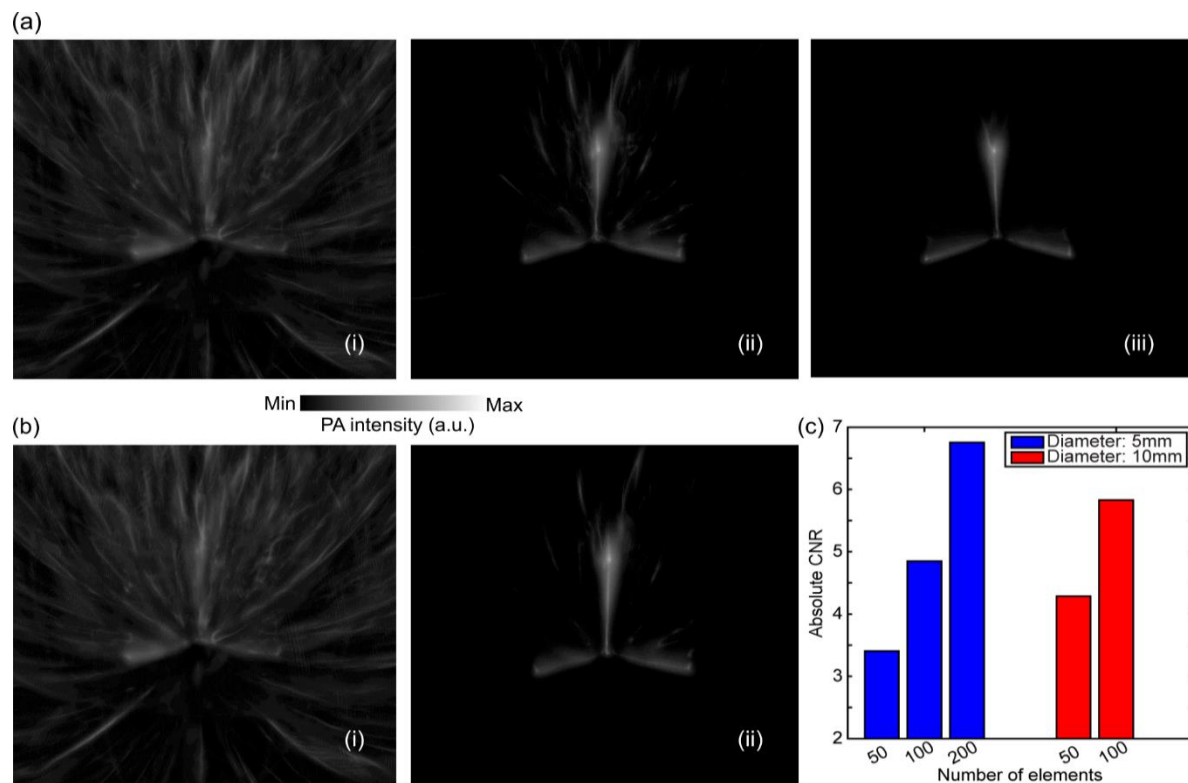 (a)
(i)
(ii)
(iii)
Min Max
PA intensity (a.u.)
(b)
(i)
(ii)
(c)
7
6
5
4
3
2
Absolute CNR
Diameter: 5mm
Diameter: 10mm
50 100 200 50 100
Number of elements